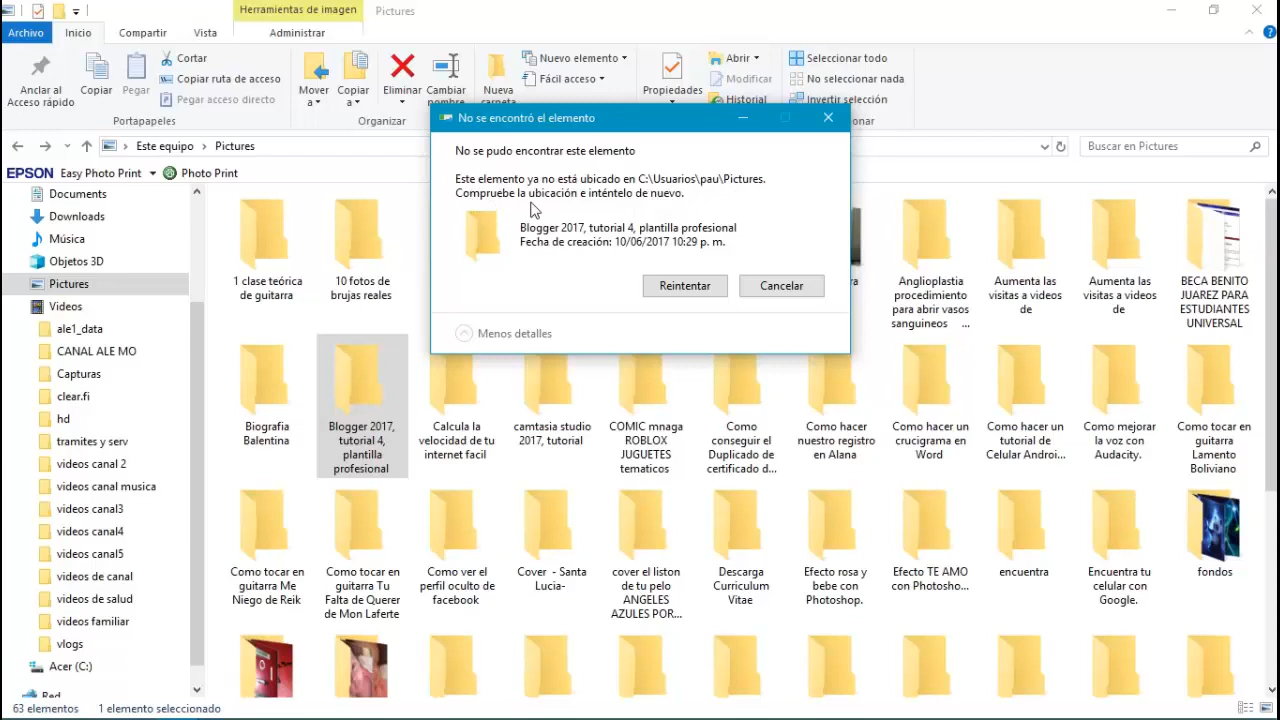 Herramientas de imagen
Pictures
Archivo
Inicio
Compartir
Vista
Administrar
Anclar al
Acceso rápido
Copiar
Pegar
Cortar
Copiar ruta de acceso
Pegar acceso directo
Portapapeles
Mover
a
Copiar
a
Eliminar
Cambiar
nombre
Organizar
Nueva
carpeta
Nuevo elemento
Fácil acceso
Propiedades
Abrir
Modificar
Historial
Seleccionar todo
No seleccionar nada
Invertir selección
Este equipo
Pictures
Buscar en Pictures
EPSON Easy Photo Print
Photo Print
Documents
Downloads
Música
Objetos 3D
Pictures
Videos
ale1_data
CANAL ALE MO
Capturas
clear.fi
hd
tramites y serv
videos canal 2
videos canal musica
videos canal3
videos canal4
videos canal5
videos de canal
videos de salud
videos familiar
vlogs
Acer (C:)
Red
No se encontró el elemento
No se pudo encontrar este elemento
Este elemento ya no está ubicado en C:\Usuarios\pau\Pictures.
Compruebe la ubicación e inténtelo de nuevo.
Blogger 2017, tutorial 4, plantilla profesional
Fecha de creación: 10/06/2017 10:29 p. m.
Reintentar
Cancelar
Menos detalles
1 clase teórica
de guitarra
10 fotos de
brujas reales
Anglioplastia
procedimiento
para abrir vasos
sanguineos ...
Aumenta las
visitas a videos
de
Aumenta las
visitas a videos
de
BECA BENITO
JUAREZ PARA
ESTUDIANTES
UNIVERSAL
Biografia
Balentina
Blogger 2017,
tutorial 4,
plantilla
profesional
Calcula la
velocidad de tu
internet facil
camtasia studio
2017, tutorial
COMIC mnaga
ROBLOX
JUGUETES
tematicos
Como
conseguir el
Duplicado de
certificado d...
Como hacer
nuestro registro
en Alana
Como hacer un
crucigrama en
Word
Como hacer un
tutorial de
Celular Androi...
Como mejorar
la voz con
Audacity.
Como tocar en
guitarra
Lamento
Boliviano
Como tocar en
guitarra Me
Niego de Reik
Como tocar en
guitarra Tu
Falta de Querer
de Mon Laferte
Como ver el
perfil oculto de
facebook
Cover - Santa
Lucia-
cover el liston
de tu pelo
ANGELES
AZULES POR...
Descarga
Curriculum
Vitae
Efecto rosa y
bebe con
Photoshop.
Efecto TE AMO
con Photosho...
encuentra
Encuentra tu
celular con
Google.
fondos
63 elementos
1 elemento seleccionado